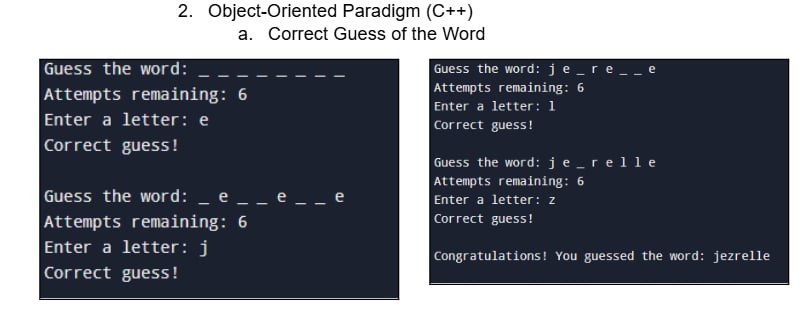 2. Object-Oriented Paradigm (C++)
a. Correct Guess of the Word
Guess the word: _ _ _ _ _ _ _ _
Attempts remaining: 6
Enter a letter: e
Correct guess!
Guess the word: _ e _ _ e _ _ e
Attempts remaining: 6
Enter a letter: j
Correct guess!
Guess the word: j e _ r e _ _ e
Attempts remaining: 6
Enter a letter: l
Correct guess!
Guess the word: j e _ r e l l e
Attempts remaining: 6
Enter a letter: z
Correct guess!
Congratulations! You guessed the word: jezrelle